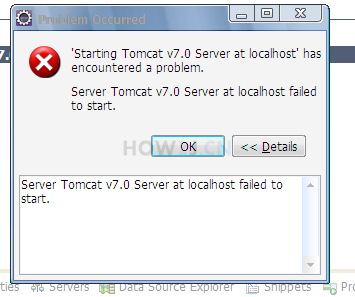 Problem Occurred
'Starting Tomcat v7.0 Server at localhost' has
encountered a problem.
Server Tomcat v7.0 Server at localhost failed
to start.
OK
<< Details
Server Tomcat v7.0 Server at localhost failed to
start.
Servers
Data Source Explorer
Snippets